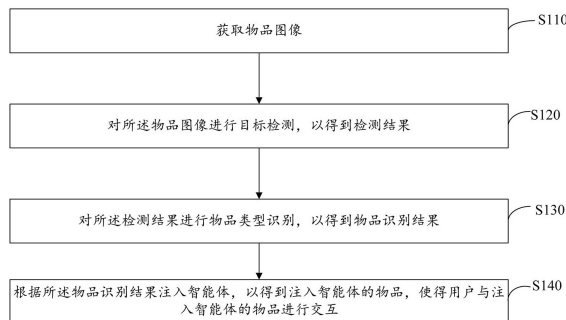 获取物品图像
S110
对所述物品图像进行目标检测，以得到检测结果
S120
对所述检测结果进行物品类型识别，以得到物品识别结果
S130
根据所述物品识别结果注入智能体，以得到注入智能体的物品，使得用户与注
入智能体的物品进行交互
S140